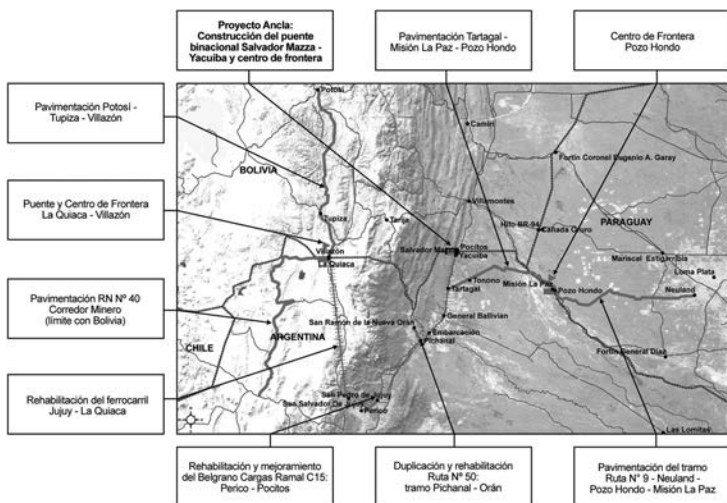 Proyecto Ancla:
Construcción del puente
binacional Salvador Mazza -
Yacuiba y centro de frontera
Pavimentación Tartagal -
Misión La Paz - Pozo Hondo
Centro de Frontera
Pozo Hondo
Pavimentación Potosí -
Tupiza - Villazón
Puente y Centro de Frontera
La Quiaca - Villazón
Pavimentación RN Nº 40
Corredor Minero
(límite con Bolivia)
Rehabilitación del ferrocarril
Jujuy - La Quiaca
Potosí
Camiri
Fortín Coronel Eugenio A. Garay
BOLIVIA
Villamontes
Tupiza
Tarija
Hito BR-94
Cañada Oruro
PARAGUAY
Villazón
La Quiaca
Salvador Mazza
Pocitos
Yacuiba
Mariscal Estigarribia
Loma Plata
Tonono
Tartagal
Misión La Paz
Pozo Hondo
Neuland
General Ballivian
San Ramón de la Nueva Orán
Embarcación
Pichanal
ARGENTINA
CHILE
Fortín General Díaz
San Pedro de Jujuy
San Salvador De Jujuy
Perico
Las Lomitas
Rehabilitación y mejoramiento
del Belgrano Cargas Ramal C15:
Perico - Pocitos
Duplicación y rehabilitación
Ruta Nº 50:
tramo Pichanal - Orán
Pavimentación del tramo
Ruta N° 9 - Neuland -
Pozo Hondo - Misión La Paz